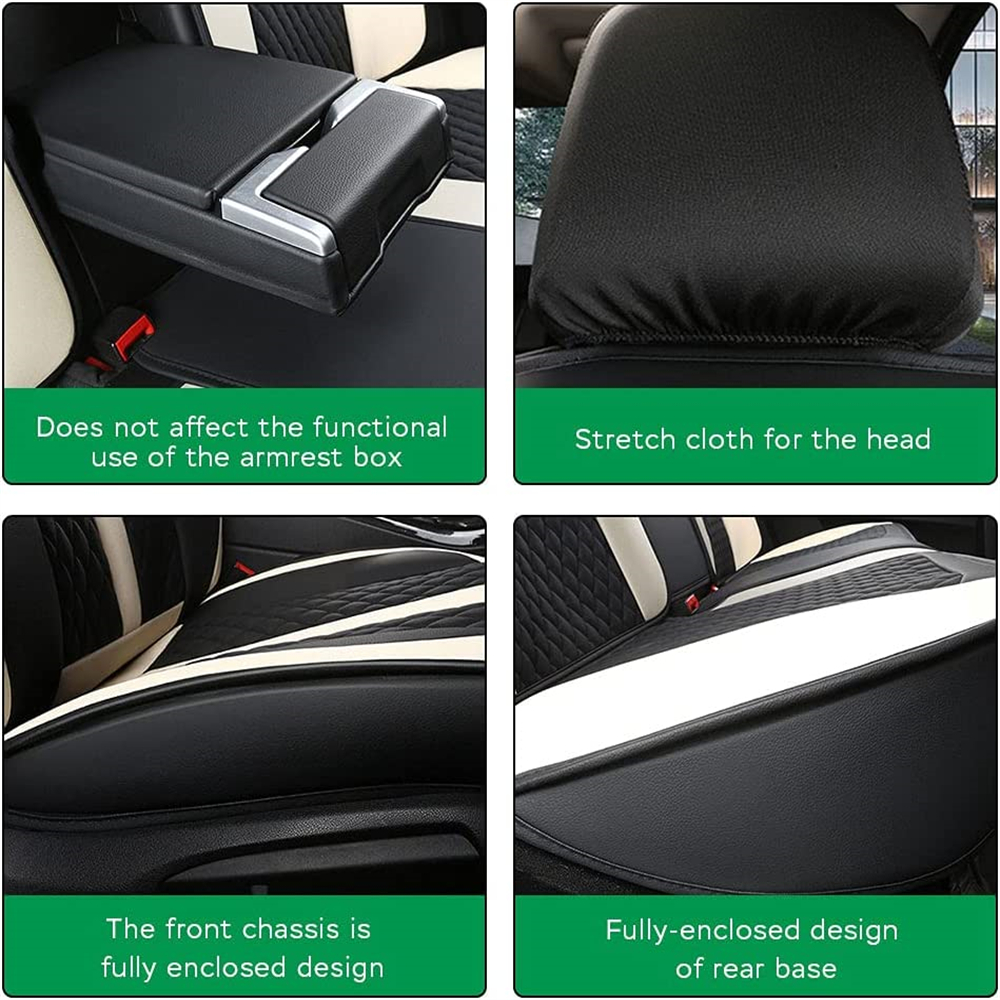 Does not affect the functional
use of the armrest box
Stretch cloth for the head
The front chassis is
fully enclosed design
Fully-enclosed design
of rear base